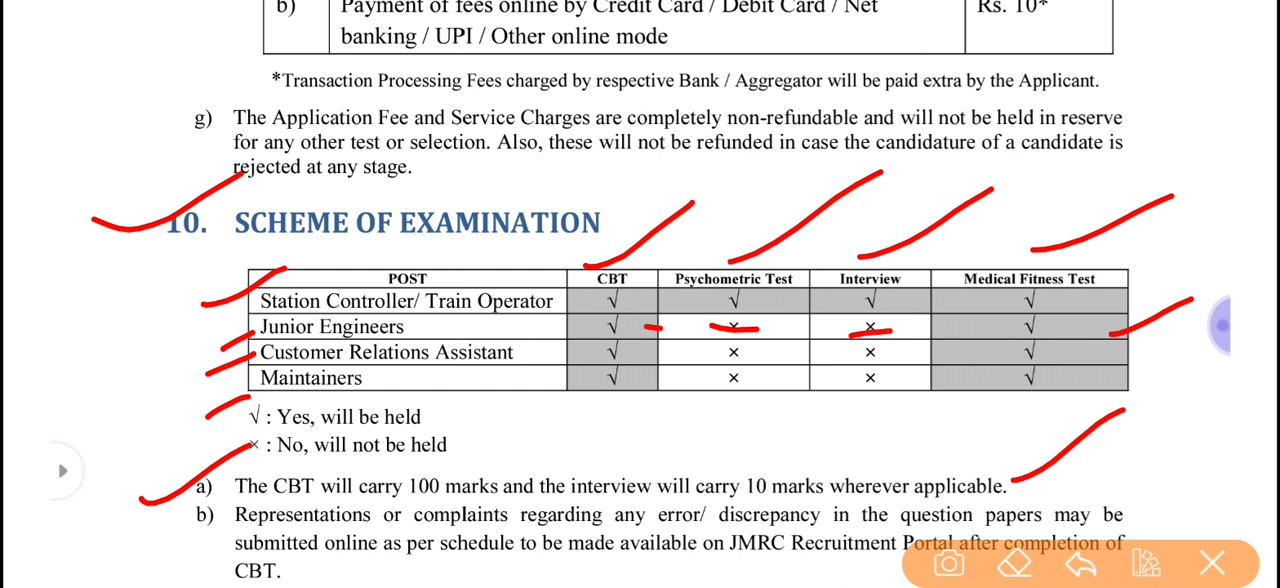 b) Payment of fees online by Credit Card / Debit Card / Net Rs. 10*
banking / UPI / Other online mode
*Transaction Processing Fees charged by respective Bank / Aggregator will be paid extra by the Applicant.
g) The Application Fee and Service Charges are completely non-refundable and will not be held in reserve
for any other test or selection. Also, these will not be refunded in case the candidature of a candidate is
rejected at any stage.
10. SCHEME OF EXAMINATION
POST CBT Psychometric Test Interview Medical Fitness Test
Station Controller/ Train Operator √ √ √ √
Junior Engineers √ × × √
Customer Relations Assistant √ × × √
Maintainers √ × × √
√ : Yes, will be held
× : No, will not be held
a) The CBT will carry 100 marks and the interview will carry 10 marks wherever applicable.
b) Representations or complaints regarding any error/ discrepancy in the question papers may be
submitted online as per schedule to be made available on JMRC Recruitment Portal after completion of
CBT.